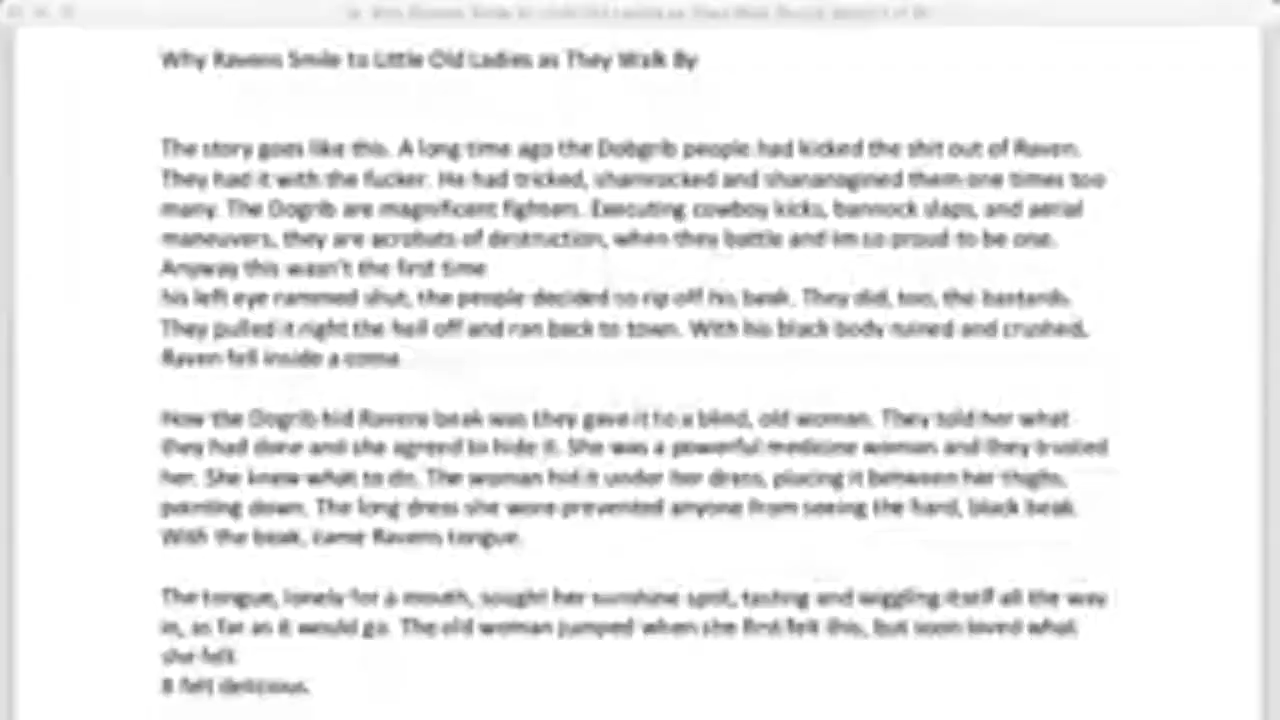 Why Ravens Smile to Little Old Ladies as They Walk By
The story goes like this. A long time ago the Dobgrib people had kicked the shit out of Raven.
They had it with the fucker. He had tricked, shamrocked and shananagined them one times too
many. The Dogrib are magnificent fighters. Executing cowboy kicks, bannock slaps, and aerial
maneuvers, they are acrobats of destruction, when they battle and im so proud to be one.
Anyway this wasn't the first time
his left eye rammed shut, the people decided to rip off his beak. They did, too, the bastards.
They pulled it right the hell off and ran back to town. With his black body ruined and crushed,
Raven fell inside a coma
How the Dogrib hid Ravens beak was they gave it to a blind, old woman. They told her what
they had done and she agreed to hide it. She was a powerful medicine woman and they trusted
her. She knew what to do. The woman hid it under her dress, placing it between her thighs,
pointing down. The long dress she wore prevented anyone from seeing the hard, black beak.
With the beak, came Ravens tongue.
The tongue, lonely for a mouth, sought her sunshine spot, tasting and wiggling itself all the way
in, as far as it would go. The old woman jumped when she first felt this, but soon loved what
she felt
felt delicious.